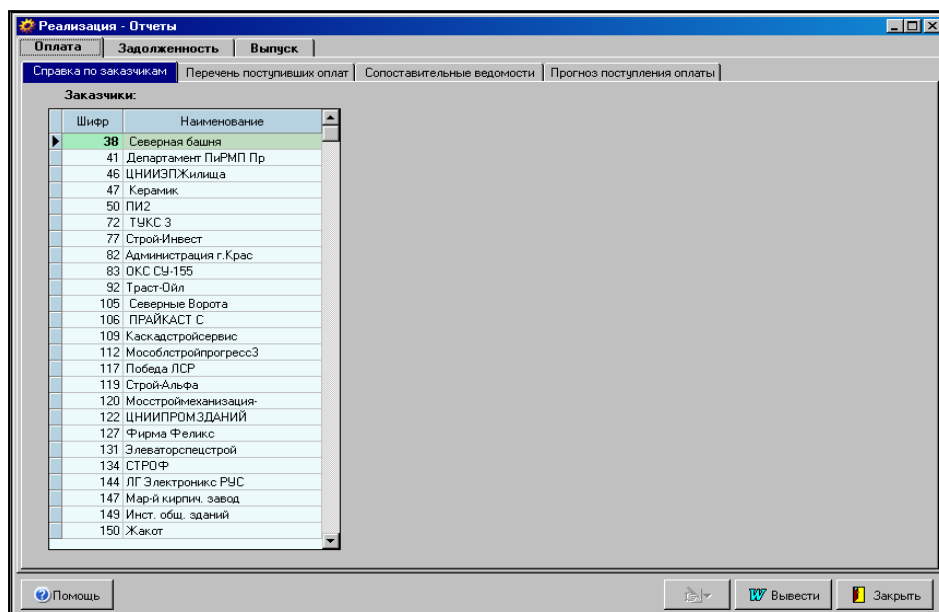 Реализация - Отчеты
Оплата Задолженность Выпуск
Справка по заказчикам Перечень поступивших оплат Сопоставительные ведомости Прогноз поступления оплаты
Заказчики:
Шифр Наименование
38 Северная башня
41 Департамент ПиРМП Пр
46 ЦНИИЭПЖилища
47 Керамик
50 ПИ2
72 ТУКС 3
77 Строй-Инвест
82 Администрация г.Крас
83 ОКС СУ-155
92 Траст-Ойл
105 Северные Ворота
106 ПРАЙКАСТ С
109 Каскадстройсервис
112 Мособлстройпрогресс3
117 Победа ЛСР
119 Строй-Альфа
120 Мосстроймеханизация-
122 ЦНИИПРОМЗДАНИЙ
127 Фирма Феликс
131 Элеваторспецстрой
134 СТРОФ
144 ЛГ Электроникс РУС
147 Мар-й кирпич. завод
149 Инст. общ. зданий
150 Жакот
Помощь Вывести Закрыть